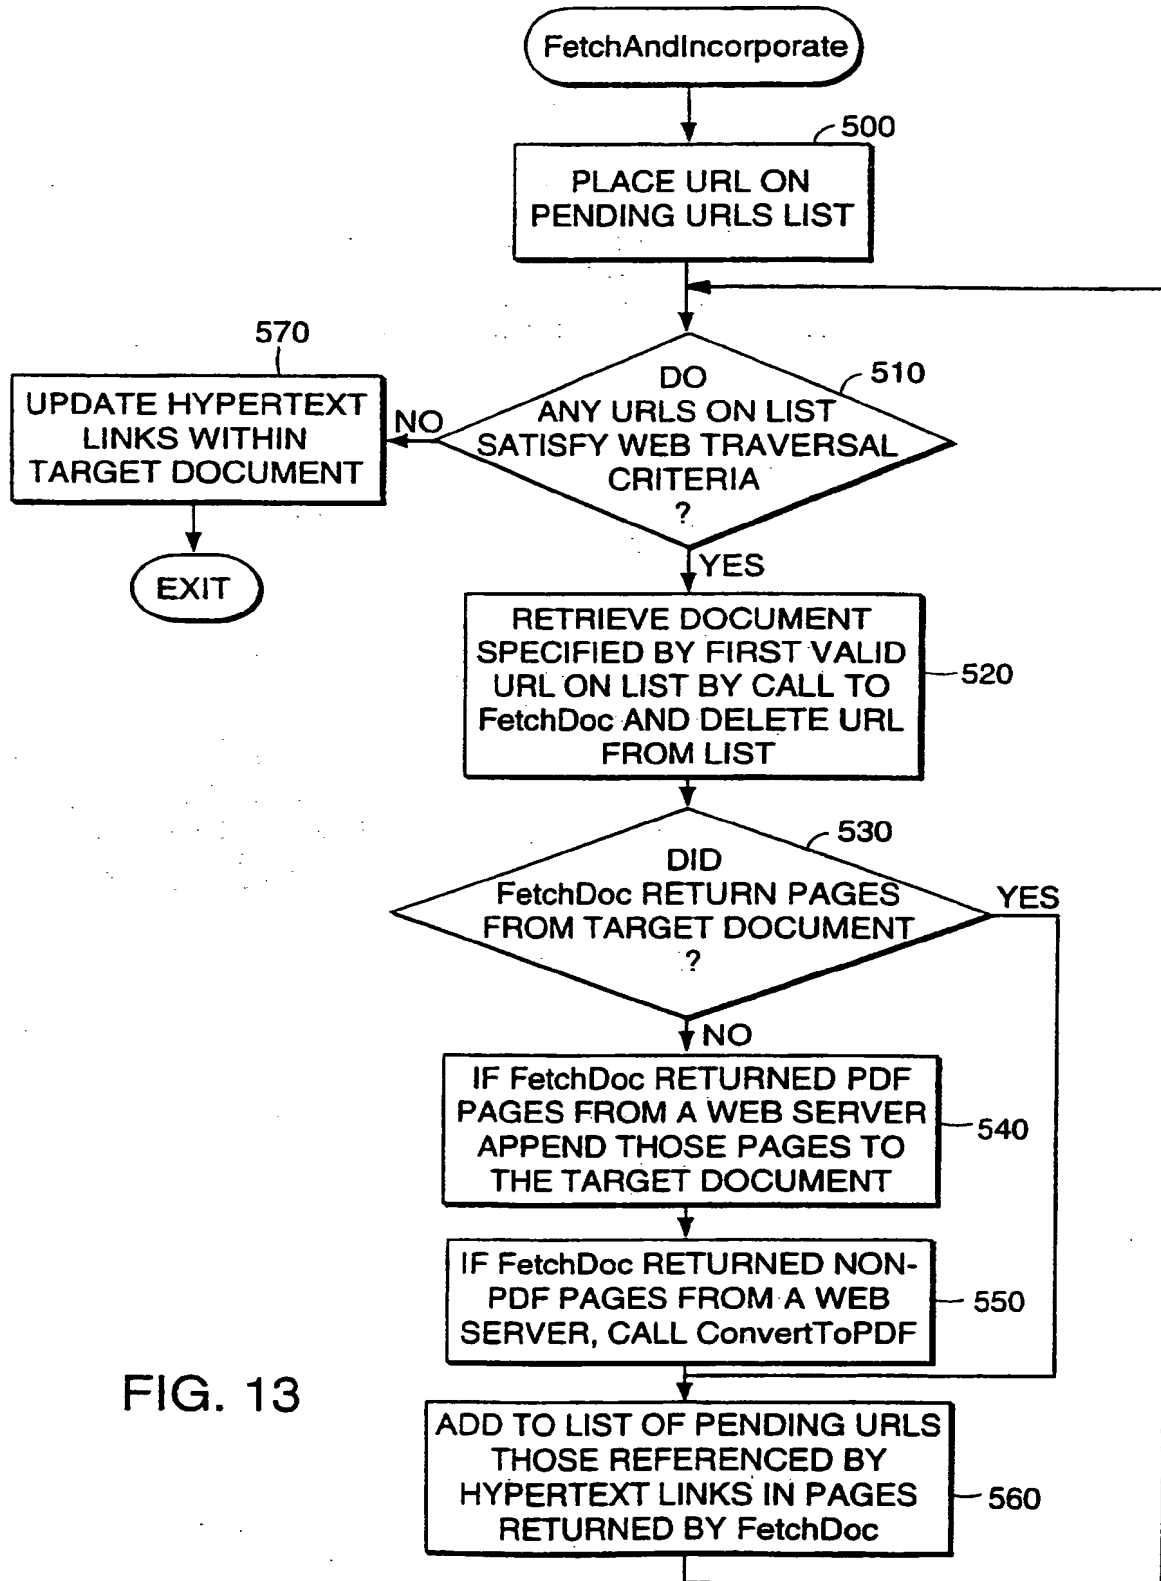 FetchAndIncorporate
500
PLACE URL ON
PENDING URLS LIST
570
UPDATE HYPERTEXT
LINKS WITHIN
TARGET DOCUMENT
NO
510
DO
ANY URLS ON LIST
SATISFY WEB TRAVERSAL
CRITERIA
?
EXIT
YES
RETRIEVE DOCUMENT
SPECIFIED BY FIRST VALID
URL ON LIST BY CALL TO
FetchDoc AND DELETE URL
FROM LIST
520
530
DID
FetchDoc RETURN PAGES
FROM TARGET DOCUMENT
?
YES
NO
IF FetchDoc RETURNED PDF
PAGES FROM A WEB SERVER
APPEND THOSE PAGES TO
THE TARGET DOCUMENT
540
IF FetchDoc RETURNED NON-
PDF PAGES FROM A WEB
SERVER, CALL ConvertToPDF
550
FIG. 13
ADD TO LIST OF PENDING URLS
THOSE REFERENCED BY
HYPERTEXT LINKS IN PAGES
RETURNED BY FetchDoc
560